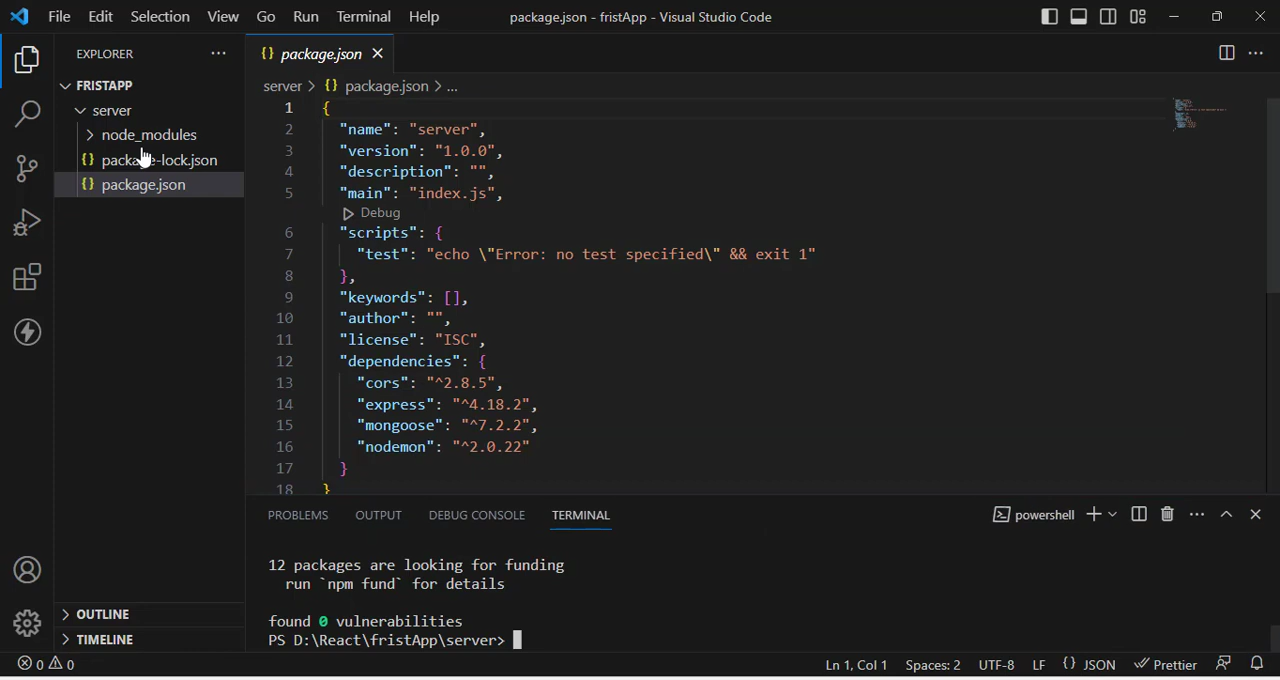 File Edit Selection View Go Run Terminal Help package.json - fristApp - Visual Studio Code
EXPLORER
FRISTAPP
server
node_modules
package-lock.json
package.json
OUTLINE
TIMELINE
{} package.json
server > {} package.json > ...
1 {
2 "name": "server",
3 "version": "1.0.0",
4 "description": "",
5 "main": "index.js",
Debug
6 "scripts": {
7 "test": "echo \"Error: no test specified\" && exit 1"
8 },
9 "keywords": [],
10 "author": "",
11 "license": "ISC",
12 "dependencies": {
13 "cors": "^2.8.5",
14 "express": "^4.18.2",
15 "mongoose": "^7.2.2",
16 "nodemon": "^2.0.22"
17 }
18 }
PROBLEMS OUTPUT DEBUG CONSOLE TERMINAL powershell
12 packages are looking for funding
run `npm fund` for details
found 0 vulnerabilities
PS D:\React\fristApp\server>
0 0 Ln 1, Col 1 Spaces: 2 UTF-8 LF {} JSON Prettier